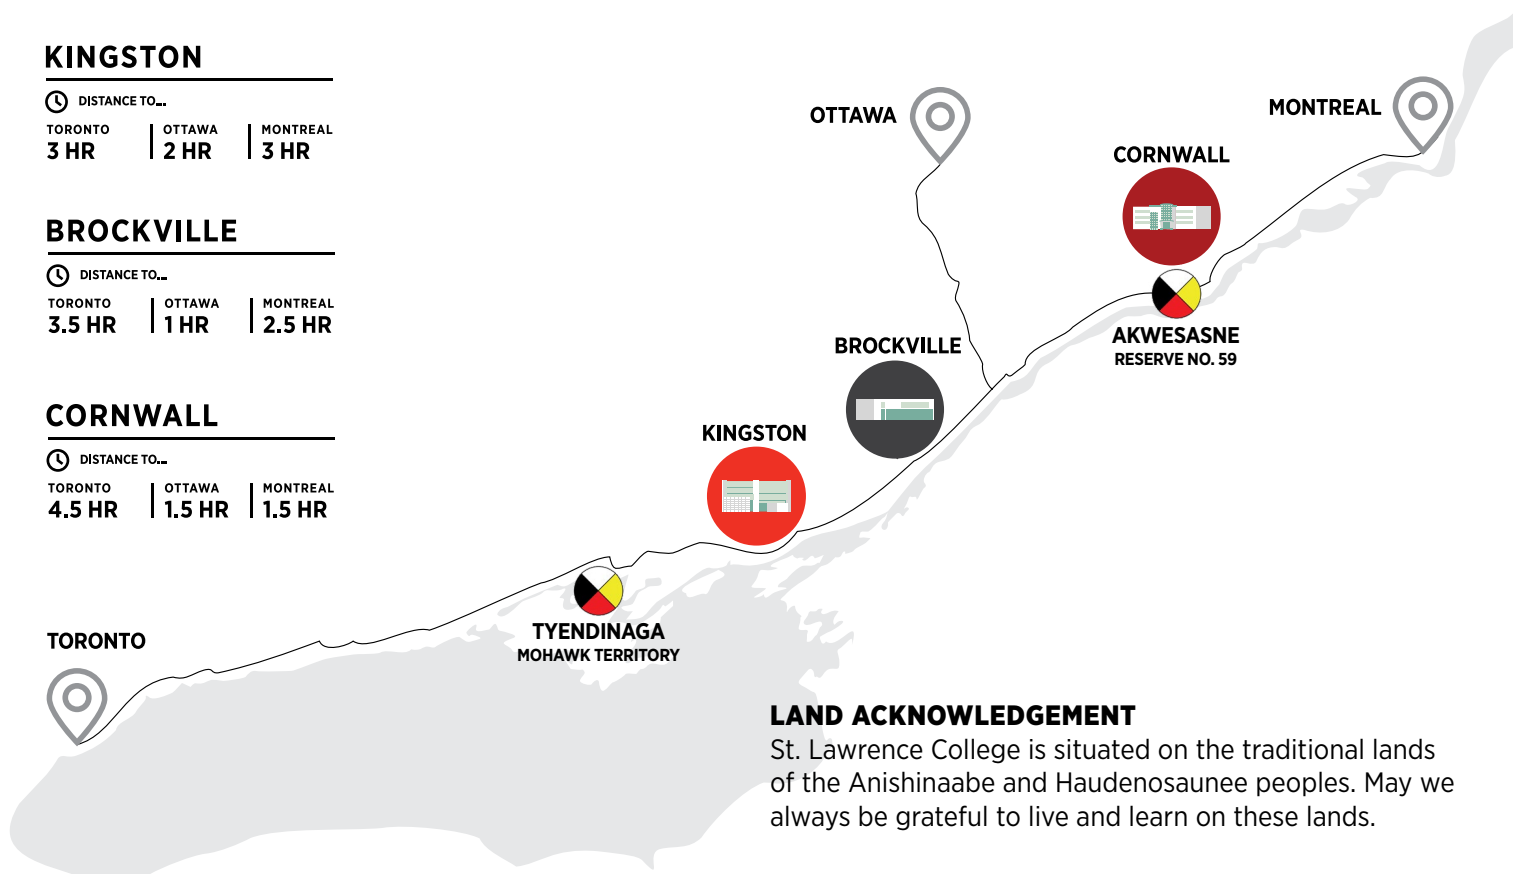 KINGSTON
DISTANCE TO...
TORONTO OTTAWA MONTREAL
3 HR 2 HR 3 HR
BROCKVILLE
DISTANCE TO...
TORONTO OTTAWA MONTREAL
3.5 HR 1 HR 2.5 HR
CORNWALL
DISTANCE TO...
TORONTO OTTAWA MONTREAL
4.5 HR 1.5 HR 1.5 HR
OTTAWA
MONTREAL
CORNWALL
AKWESASNE
RESERVE NO. 59
BROCKVILLE
KINGSTON
TYENDINAGA
MOHAWK TERRITORY
TORONTO
LAND ACKNOWLEDGEMENT
St. Lawrence College is situated on the traditional lands
of the Anishinaabe and Haudenosaunee peoples. May we
always be grateful to live and learn on these lands.